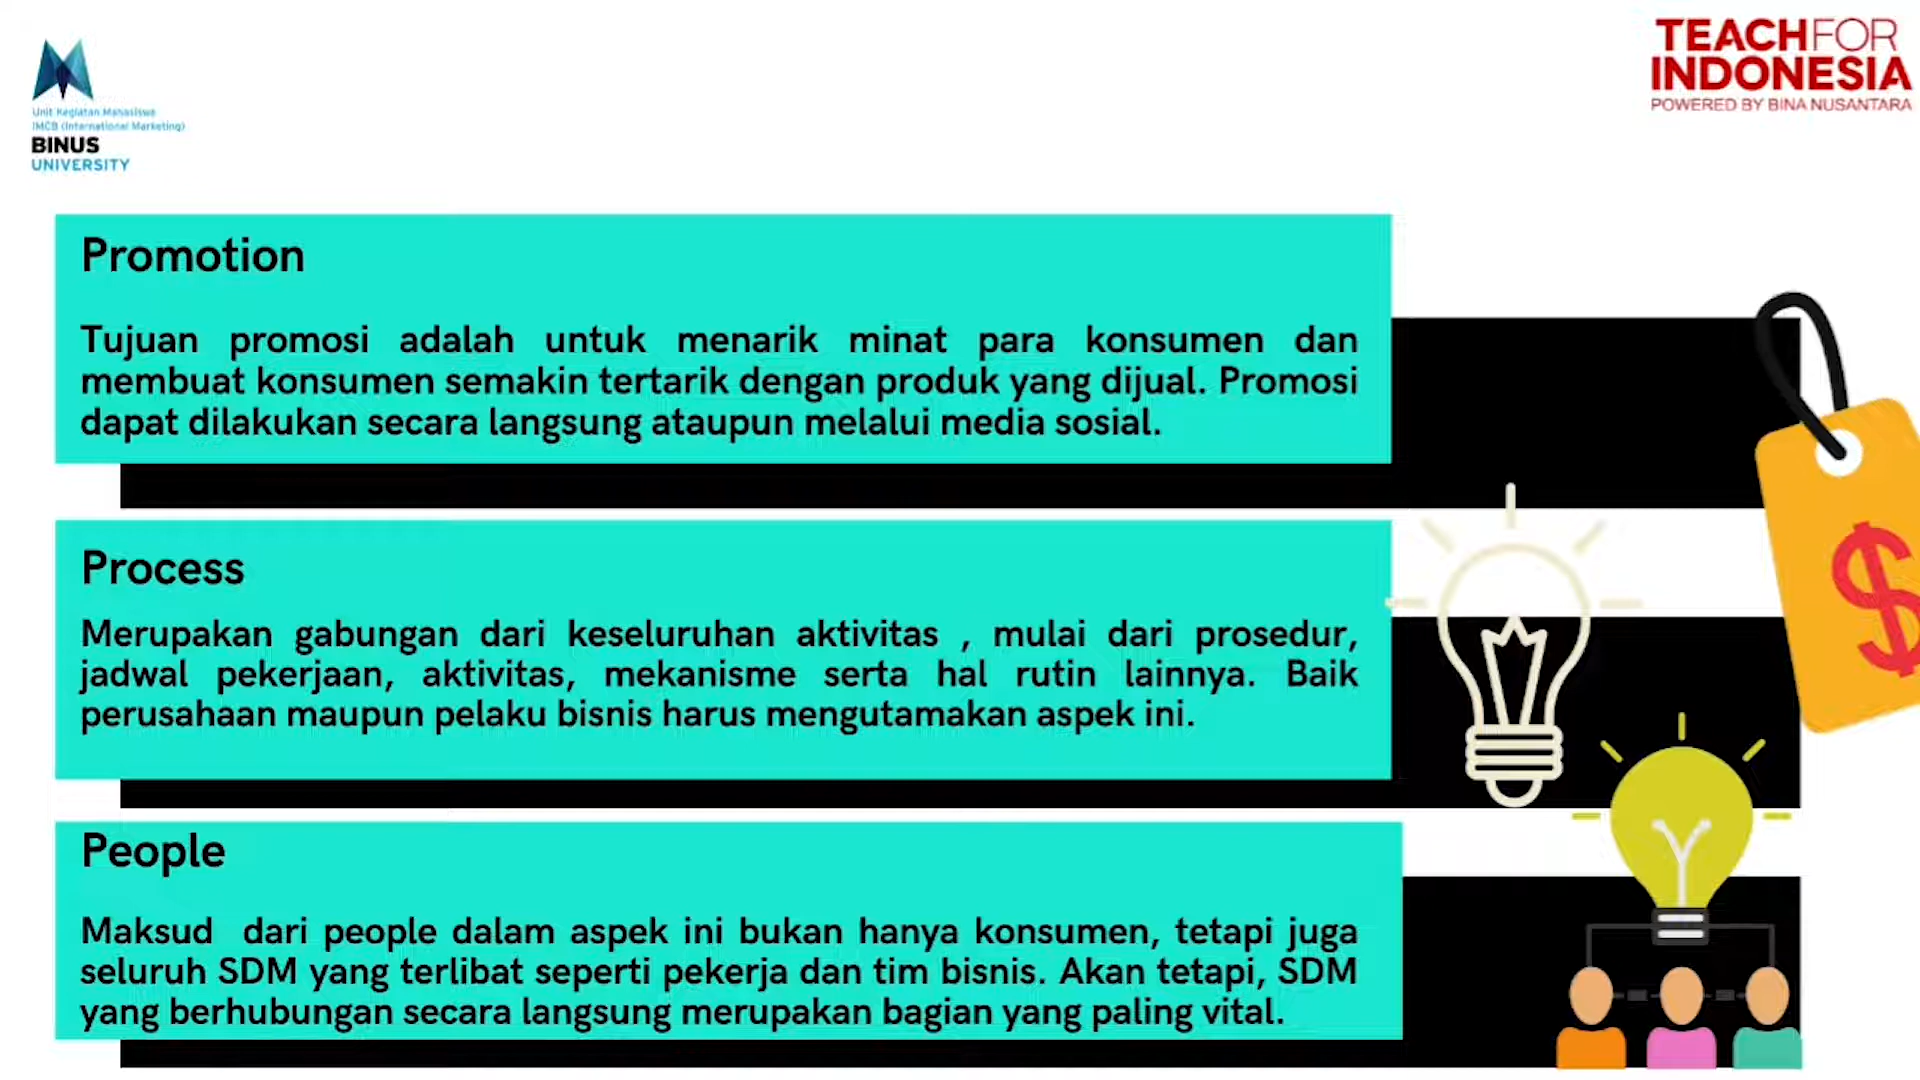 Unit Kegiatan Mahasiswa
IMCB (International Marketing)
BINUS
UNIVERSITY
TEACHFOR
INDONESIA
POWERED BY BINA NUSANTARA
Promotion
Tujuan promosi adalah untuk menarik minat para konsumen dan
membuat konsumen semakin tertarik dengan produk yang dijual. Promosi
dapat dilakukan secara langsung ataupun melalui media sosial.
Process
Merupakan gabungan dari keseluruhan aktivitas , mulai dari prosedur,
jadwal pekerjaan, aktivitas, mekanisme serta hal rutin lainnya. Baik
perusahaan maupun pelaku bisnis harus mengutamakan aspek ini.
$
People
Maksud dari people dalam aspek ini bukan hanya konsumen, tetapi juga
seluruh SDM yang terlibat seperti pekerja dan tim bisnis. Akan tetapi, SDM
yang berhubungan secara langsung merupakan bagian yang paling vital.